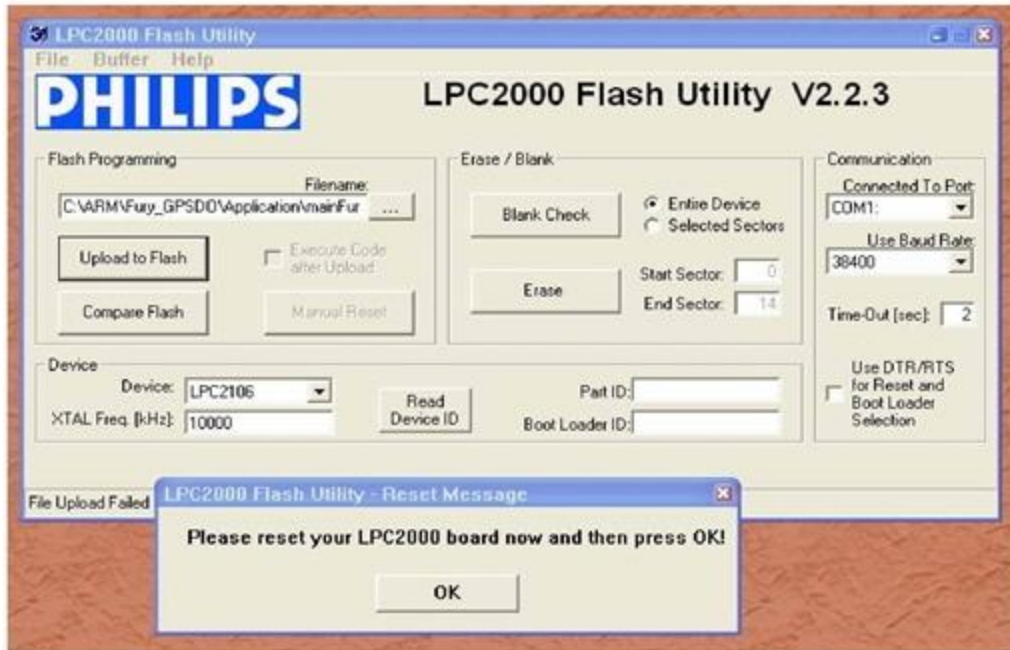 LPC2000 Flash Utility
File Buffer Help
PHILIPS
LPC2000 Flash Utility V2.2.3
Flash Programming
Filename:
C:\ARM\Fury_GPSDO\Application\mainFur
...
Upload to Flash
Execute Code
after Upload
Compare Flash
Manual Reset
Erase / Blank
Blank Check
Entire Device
Selected Sectors
Erase
Start Sector: 0
End Sector: 14
Communication
Connected To Port:
COM1:
Use Baud Rate:
38400
Time-Out [sec]: 2
Use DTR/RTS
for Reset and
Boot Loader
Selection
Device
Device: LPC2106
XTAL Freq. [kHz]: 10000
Read
Device ID
Part ID:
Boot Loader ID:
File Upload Failed
LPC2000 Flash Utility - Reset Message
Please reset your LPC2000 board now and then press OK!
OK